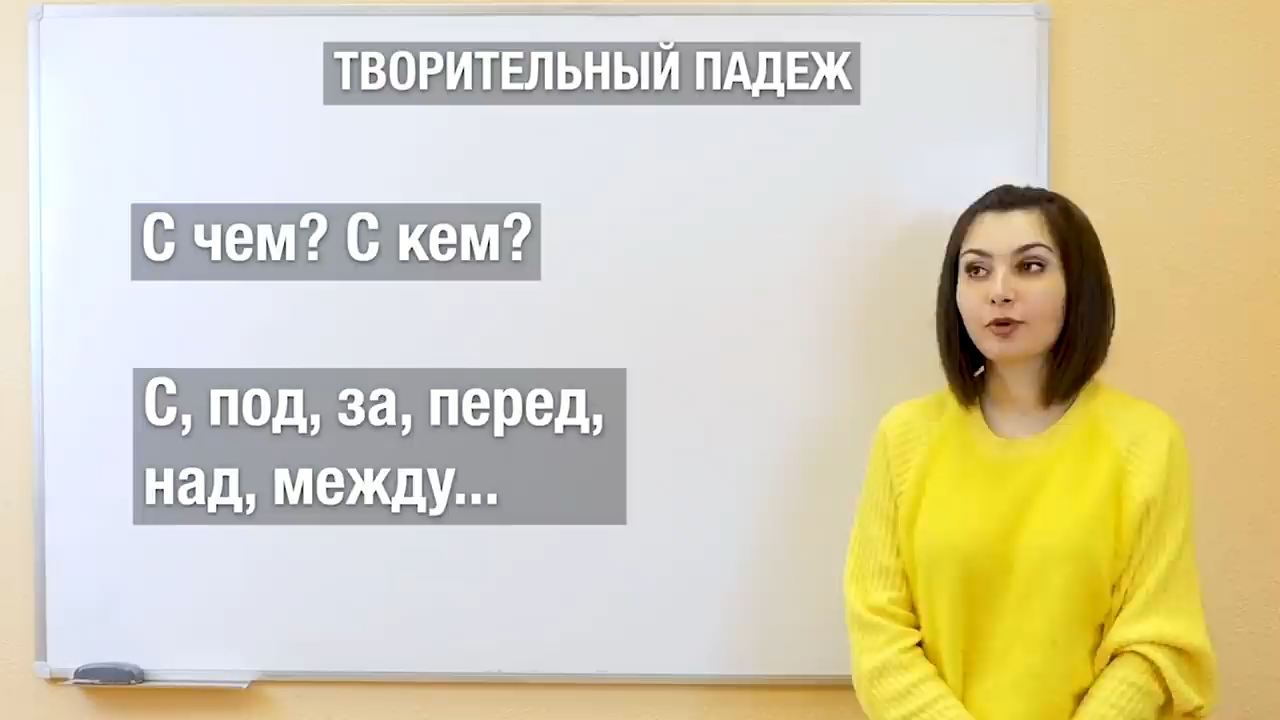 ТВОРИТЕЛЬНЫЙ ПАДЕЖ
С чем? С кем?
С, под, за, перед,
над, между...